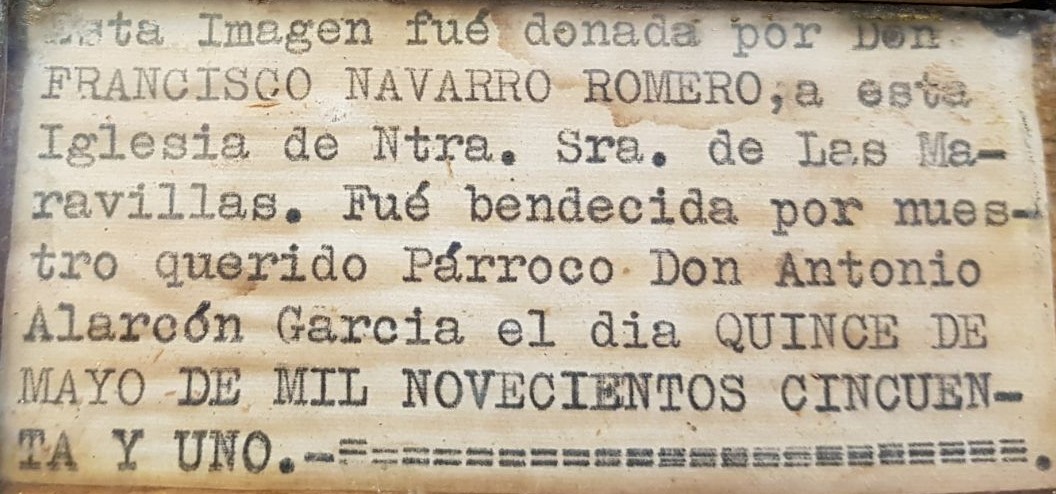 Esta Imagen fué donada por Don
FRANCISCO NAVARRO ROMERO,a esta
Iglesia de Ntra. Sra. de Las Ma-
ravillas. Fué bendecida por nues-
tro querido Párroco Don Antonio
Alarcón Garcia el dia QUINCE DE
MAYO DE MIL NOVECIENTOS CINCUEN-
TA Y UNO.-======================.